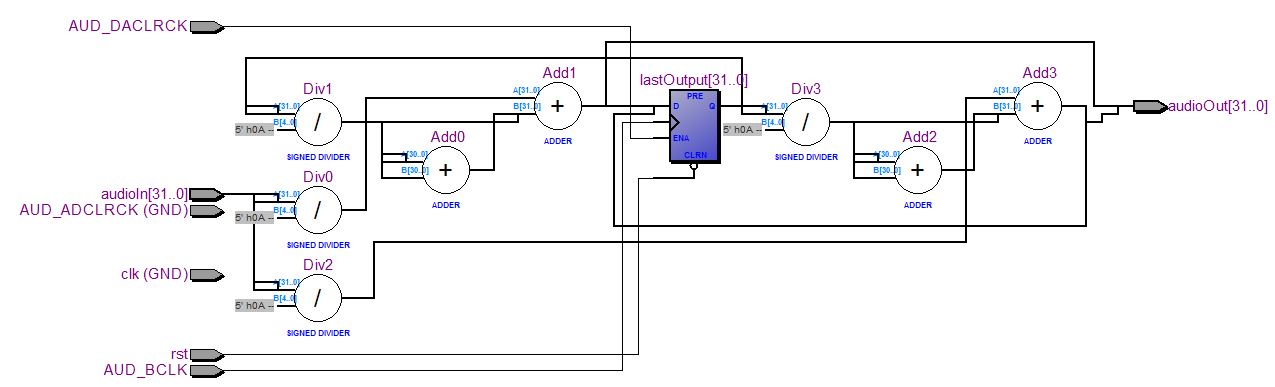 AUD_DACLRCK
Div1
A[31..0]
B[4..0]
5' h0A --
/
SIGNED DIVIDER
Add0
A[30..0]
B[30..0]
+
ADDER
Add1
A[31..0]
B[31..0]
+
ADDER
lastOutput[31..0]
PRE
D
Q
ENA
CLRN
Div3
A[31..0]
B[4..0]
5' h0A --
/
SIGNED DIVIDER
Add2
A[30..0]
B[30..0]
+
ADDER
Add3
A[31..0]
B[31..0]
+
ADDER
audioOut[31..0]
Div0
audioIn[31..0]
A[31..0]
B[4..0]
5' h0A --
/
SIGNED DIVIDER
AUD_ADCLRCK (GND)
Div2
clk (GND)
A[31..0]
B[4..0]
5' h0A --
/
SIGNED DIVIDER
rst
AUD_BCLK